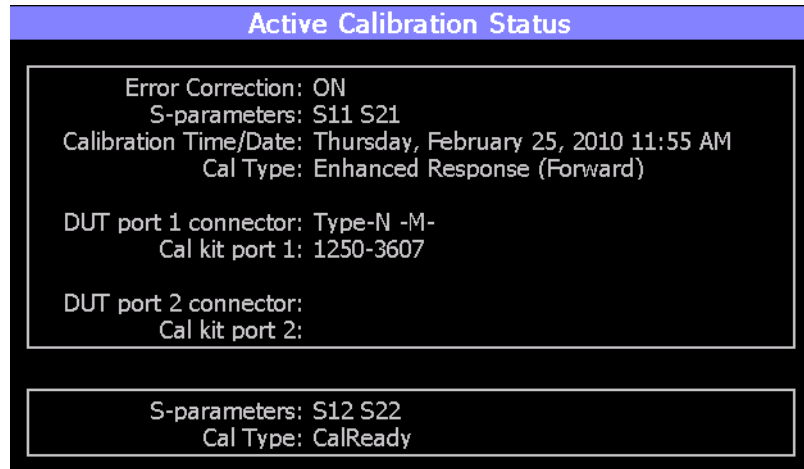 Active Calibration Status
Error Correction: ON
S-parameters: S11 S21
Calibration Time/Date: Thursday, February 25, 2010 11:55 AM
Cal Type: Enhanced Response (Forward)
DUT port 1 connector: Type-N -M-
Cal kit port 1: 1250-3607
DUT port 2 connector:
Cal kit port 2:
S-parameters: S12 S22
Cal Type: CalReady